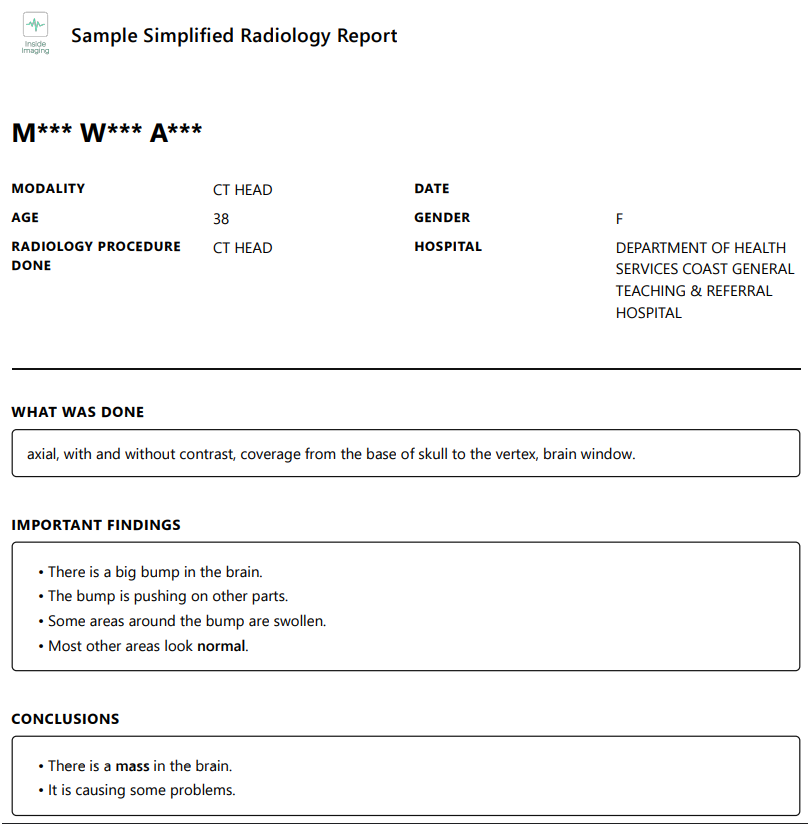 Inside
Imaging
Sample Simplified Radiology Report
M*** W*** A***
MODALITY CT HEAD DATE
AGE 38 GENDER F
RADIOLOGY PROCEDURE DONE CT HEAD HOSPITAL DEPARTMENT OF HEALTH
SERVICES COAST GENERAL
TEACHING & REFERRAL
HOSPITAL
WHAT WAS DONE
axial, with and without contrast, coverage from the base of skull to the vertex, brain window.
IMPORTANT FINDINGS
• There is a big bump in the brain.
• The bump is pushing on other parts.
• Some areas around the bump are swollen.
• Most other areas look normal.
CONCLUSIONS
• There is a mass in the brain.
• It is causing some problems.